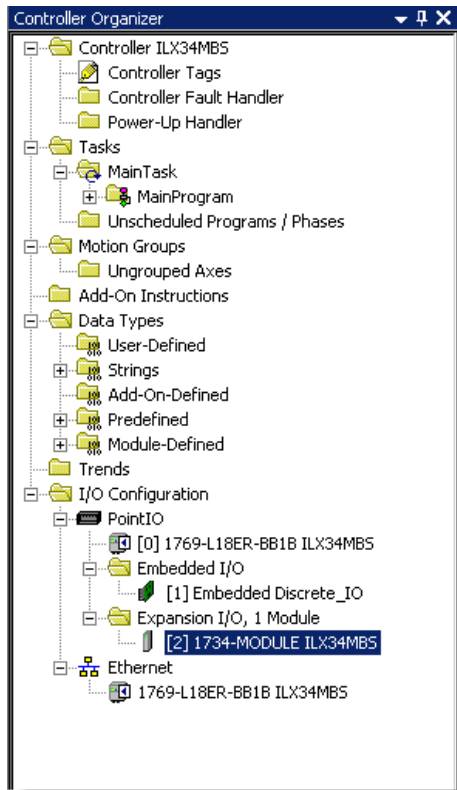 Controller Organizer
Controller ILX34MBS
Controller Tags
Controller Fault Handler
Power-Up Handler
Tasks
MainTask
MainProgram
Unscheduled Programs / Phases
Motion Groups
Ungrouped Axes
Add-On Instructions
Data Types
User-Defined
Strings
Add-On-Defined
Predefined
Module-Defined
Trends
I/O Configuration
PointIO
[0] 1769-L18ER-BB1B ILX34MBS
Embedded I/O
[1] Embedded Discrete_IO
Expansion I/O, 1 Module
[2] 1734-MODULE ILX34MBS
Ethernet
1769-L18ER-BB1B ILX34MBS